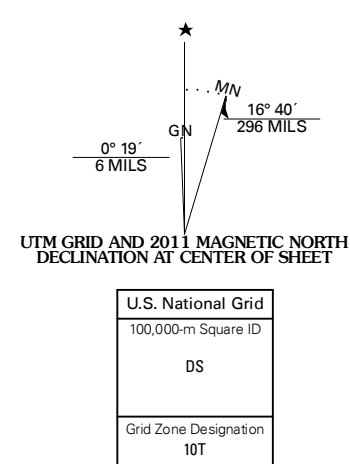 MN
GN
16° 40´
296 MILS
0° 19´
6 MILS
UTM GRID AND 2011 MAGNETIC NORTH
DECLINATION AT CENTER OF SHEET
U.S. National Grid
100,000-m Square ID
DS
Grid Zone Designation
10T